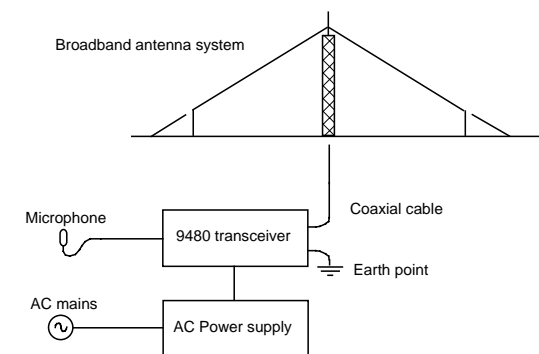 Broadband antenna system
Coaxial cable
Microphone
9480 transceiver
Earth point
AC mains
AC Power supply